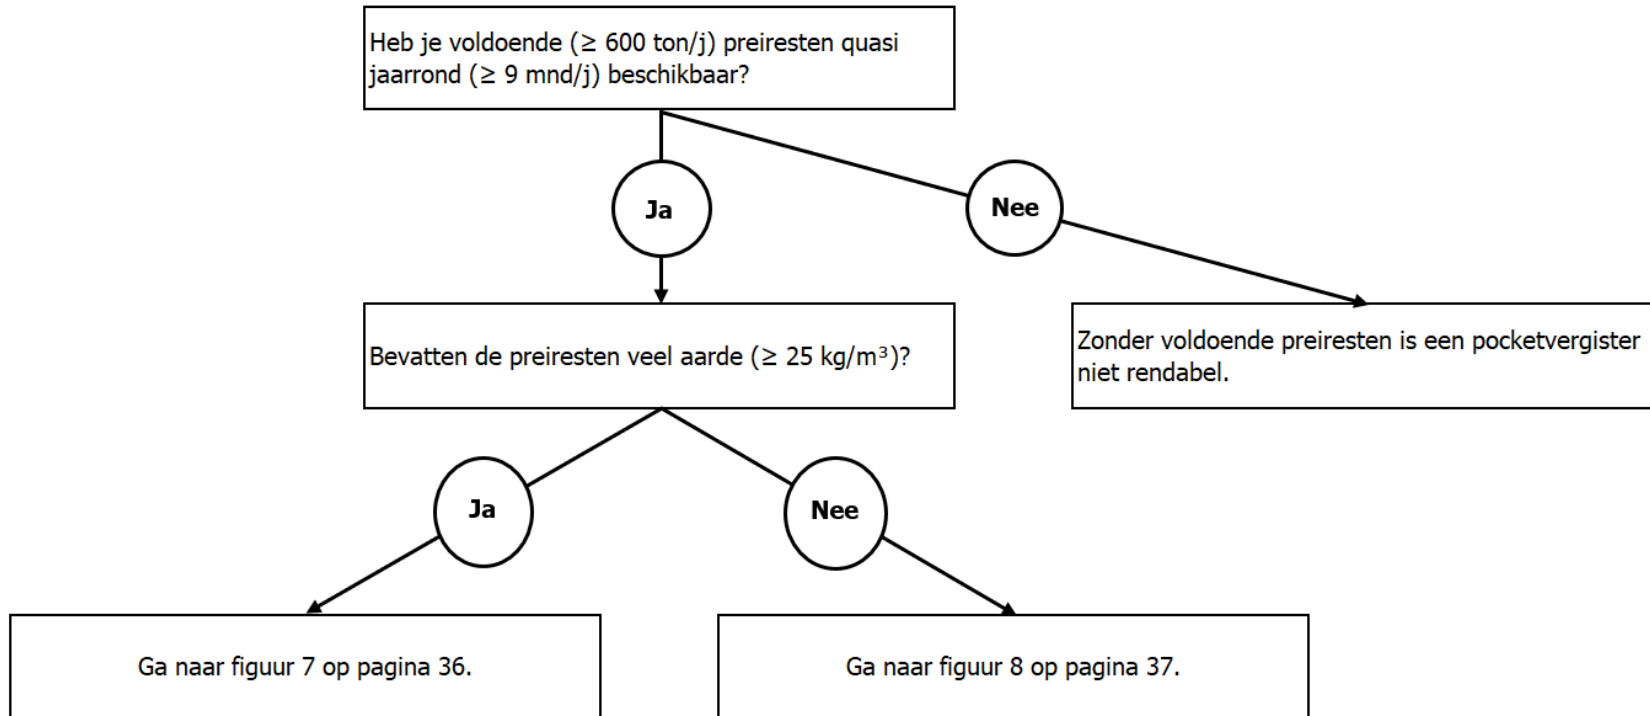 Heb je voldoende (≥ 600 ton/j) preiresten quasi
jaarrond (≥ 9 mnd/j) beschikbaar?
Ja
Nee
Bevatten de preiresten veel aarde (≥ 25 kg/m³)?
Zonder voldoende preiresten is een pocketvergister
niet rendabel.
Ja
Nee
Ga naar figuur 7 op pagina 36.
Ga naar figuur 8 op pagina 37.